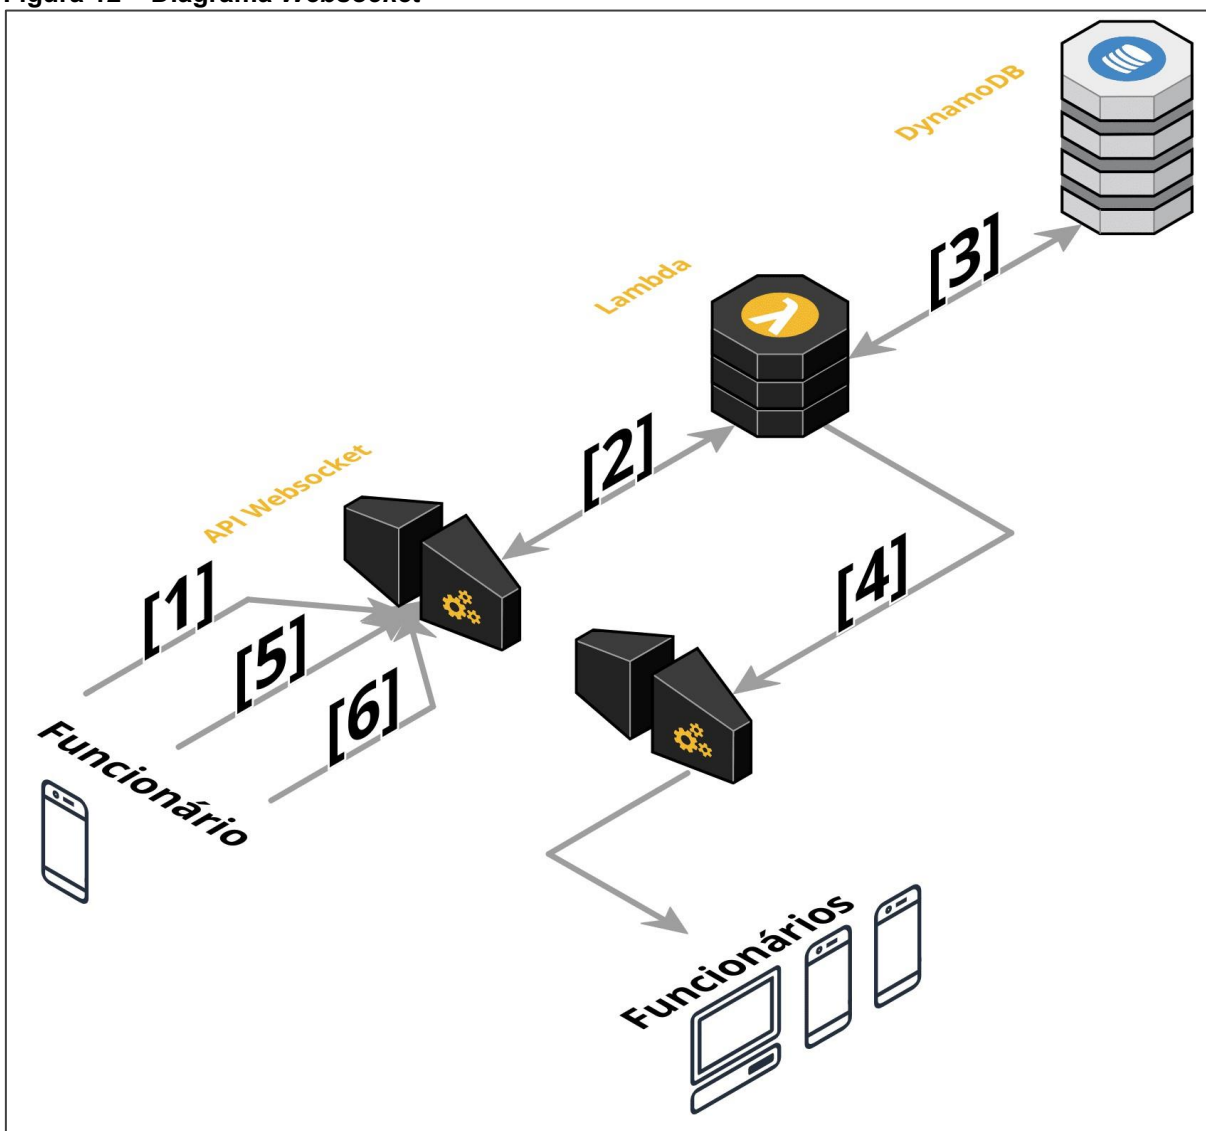 Figura 12 – Diagrama Websocket
DynamoDB
[3]
Lambda
[2]
API Websocket
[4]
[1]
[5]
[6]
Funcionário
Funcionários